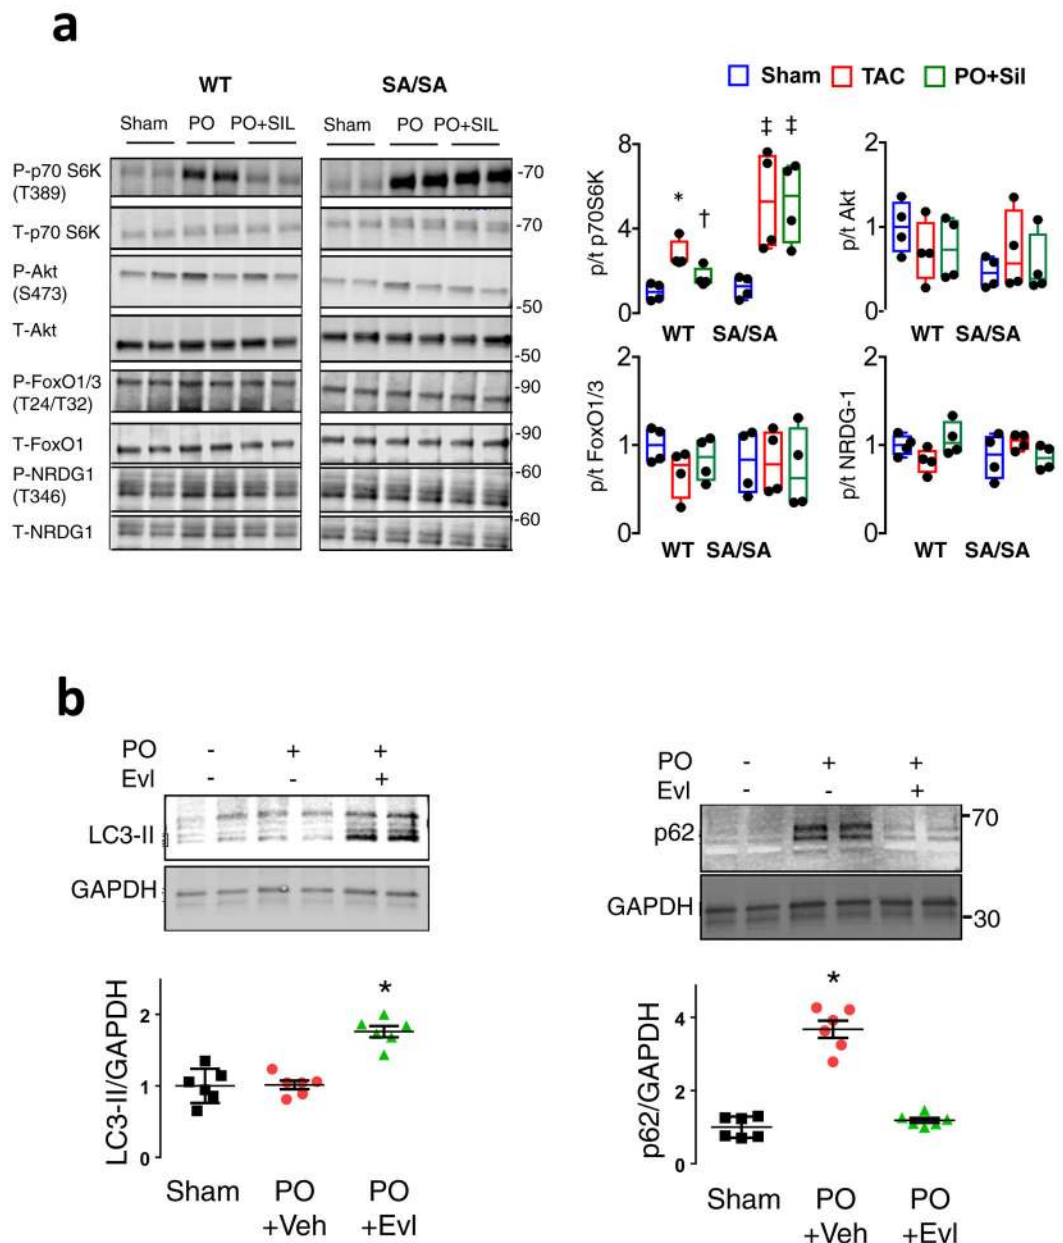 a
WT SA/SA
Sham PO PO+SIL Sham PO PO+SIL
P-p70 S6K
(T389)
-70
T-p70 S6K
-70
P-Akt
(S473)
-50
T-Akt
-50
P-FoxO1/3
(T24/T32)
-90
T-FoxO1
-90
P-NRDG1
(T346)
-60
T-NRDG1
-60
Sham TAC PO+Sil
p/t p70S6K
8
4
0
* † ‡ ‡
WT SA/SA
p/t Akt
2
1
0
WT SA/SA
p/t FoxO1/3
2
1
0
WT SA/SA
p/t NRDG-1
2
1
0
WT SA/SA
b
PO - + +
Evl - - +
LC3-II
GAPDH
LC3-II/GAPDH
2
1
0
*
Sham PO PO
+Veh +Evl
PO - + +
Evl - - +
p62
70
GAPDH
30
p62/GAPDH
4
2
0
*
Sham PO PO
+Veh +Evl